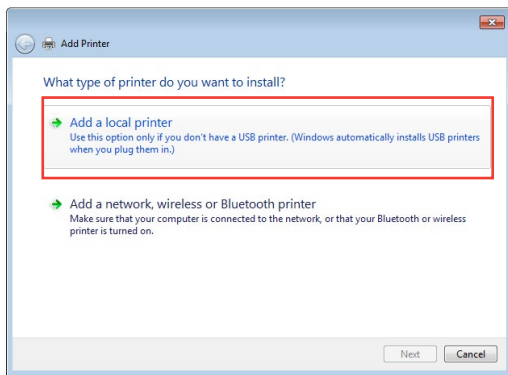 Add Printer
What type of printer do you want to install?
Add a local printer
Use this option only if you don't have a USB printer. (Windows automatically installs USB printers
when you plug them in.)
Add a network, wireless or Bluetooth printer
Make sure that your computer is connected to the network, or that your Bluetooth or wireless
printer is turned on.
Next Cancel